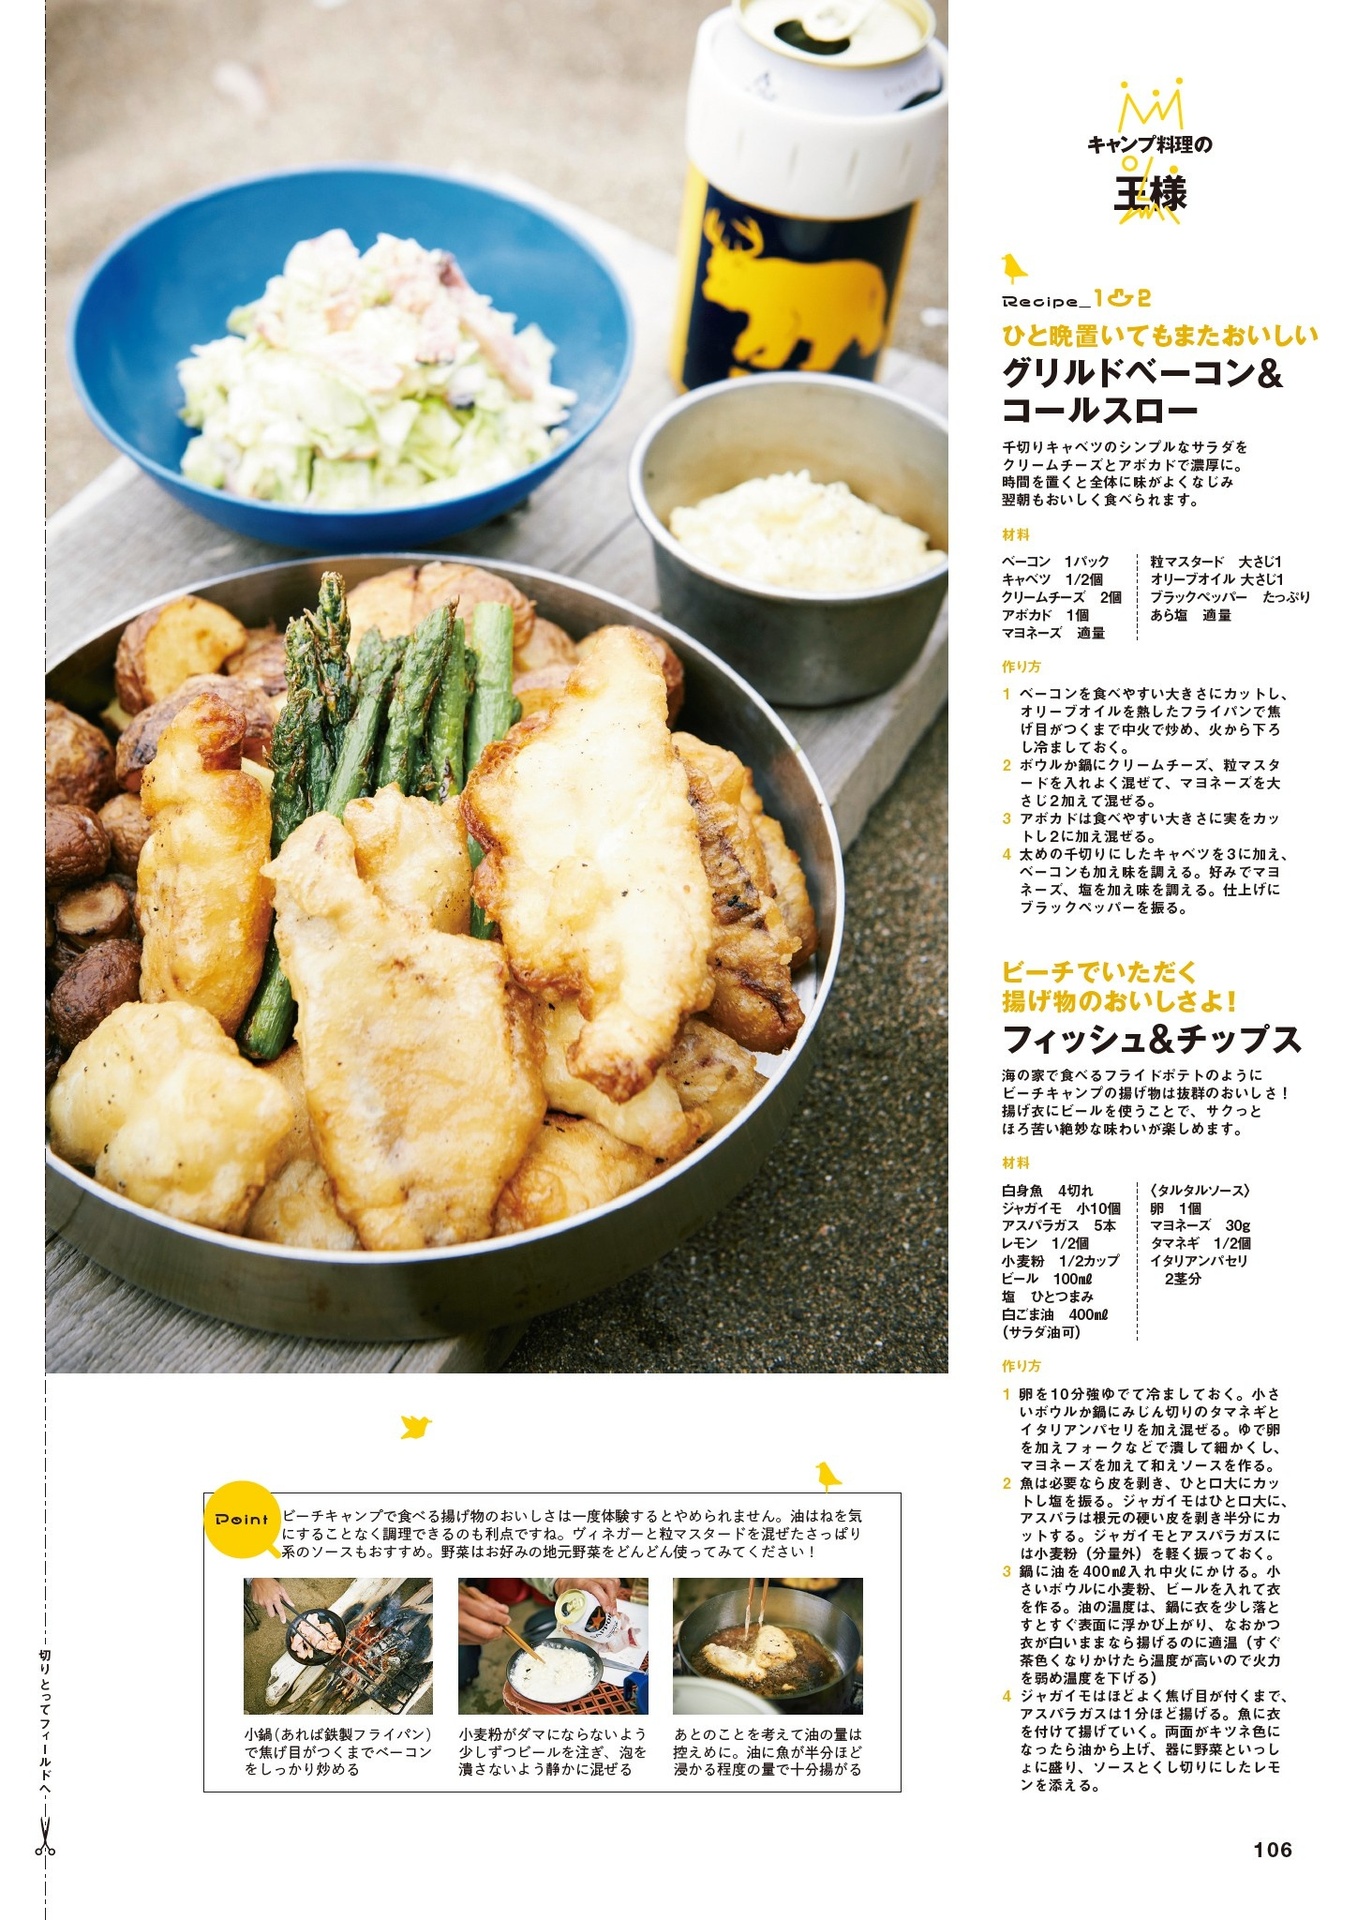 キャンプ料理の
王様
Recipe_1&2
ひと晩置いてもまたおいしい
グリルドベーコン&
コールスロー
千切りキャベツのシンプルなサラダを
クリームチーズとアボカドで濃厚に。
時間を置くと全体に味がよくなじみ
翌朝もおいしく食べられます。
材料
ベーコン　1パック
キャベツ　1/2個
クリームチーズ　2個
アボカド　1個
マヨネーズ　適量
粒マスタード　大さじ1
オリーブオイル 大さじ1
ブラックペッパー　たっぷり
あら塩　適量
作り方
1 ベーコンを食べやすい大きさにカットし、
オリーブオイルを熱したフライパンで焦
げ目がつくまで中火で炒め、火から下ろ
し冷ましておく。
2 ボウルか鍋にクリームチーズ、粒マスタ
ードを入れよく混ぜて、マヨネーズを大
さじ2加えて混ぜる。
3 アボカドは食べやすい大きさに実をカッ
トし2に加え混ぜる。
4 太めの千切りにしたキャベツを3に加え、
ベーコンも加え味を調える。好みでマヨ
ネーズ、塩を加え味を調える。仕上げに
ブラックペッパーを振る。
ビーチでいただく
揚げ物のおいしさよ！
フィッシュ&チップス
海の家で食べるフライドポテトのように
ビーチキャンプの揚げ物は抜群のおいしさ！
揚げ衣にビールを使うことで、サクっと
ほろ苦い絶妙な味わいが楽しめます。
材料
白身魚　4切れ
ジャガイモ　小10個
アスパラガス　5本
レモン　1/2個
小麦粉　1/2カップ
ビール　100㎖
塩　ひとつまみ
白ごま油　400㎖
（サラダ油可）
〈タルタルソース〉
卵　1個
マヨネーズ　30g
タマネギ　1/2個
イタリアンパセリ
2茎分
作り方
1 卵を10分強ゆでて冷ましておく。小さ
いボウルか鍋にみじん切りのタマネギと
イタリアンパセリを加え混ぜる。ゆで卵
を加えフォークなどで潰して細かくし、
マヨネーズを加えて和えソースを作る。
2 魚は必要なら皮を剥き、ひと口大にカッ
トし塩を振る。ジャガイモはひと口大に、
アスパラは根元の硬い皮を剥き半分にカ
ットする。ジャガイモとアスパラガスに
は小麦粉（分量外）を軽く振っておく。
3 鍋に油を400㎖入れ中火にかける。小
さいボウルに小麦粉、ビールを入れて衣
を作る。油の温度は、鍋に衣を少し落と
すとすぐ表面に浮かび上がり、なおかつ
衣が白いままなら揚げるのに適温（すぐ
茶色くなりかけたら温度が高いので火力
を弱め温度を下げる）
4 ジャガイモはほどよく焦げ目が付くまで、
アスパラガスは1分ほど揚げる。魚に衣
を付けて揚げていく。両面がキツネ色に
なったら油から上げ、器に野菜といっし
ょに盛り、ソースとくし切りにしたレモ
ンを添える。
Point
ビーチキャンプで食べる揚げ物のおいしさは一度体験するとやめられません。油はねを気
にすることなく調理できるのも利点ですね。ヴィネガーと粒マスタードを混ぜたさっぱり
系のソースもおすすめ。野菜はお好みの地元野菜をどんどん使ってみてください！
小鍋（あれば鉄製フライパン）
で焦げ目がつくまでベーコン
をしっかり炒める
小麦粉がダマにならないよう
少しずつビールを注ぎ、泡を
潰さないよう静かに混ぜる
あとのことを考えて油の量は
控えめに。油に魚が半分ほど
浸かる程度の量で十分揚がる
切りとってフィールドへ
106